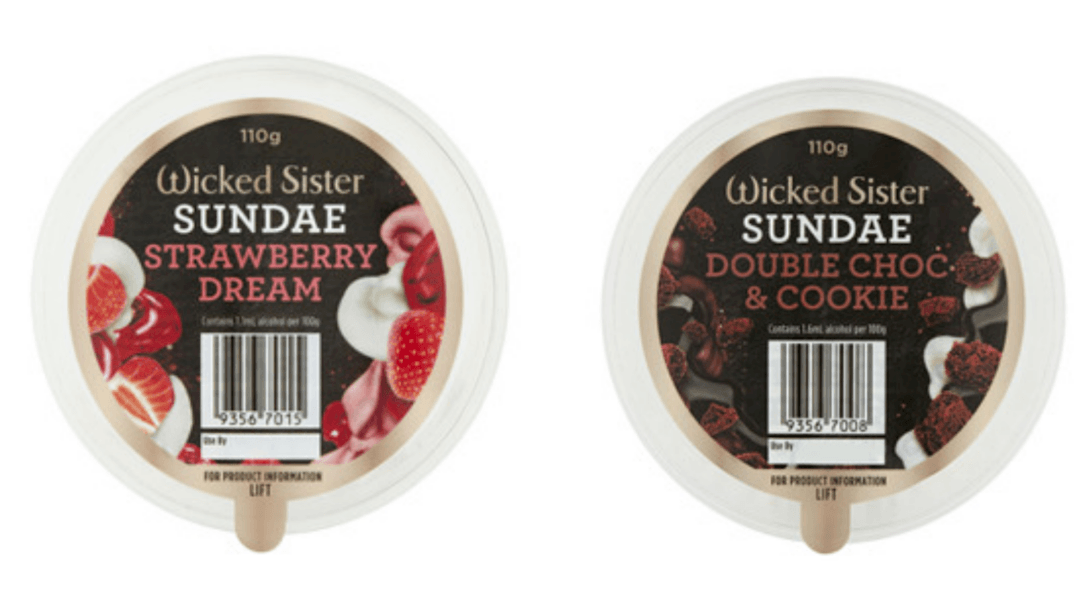 110g
Wicked Sister
SUNDAE
STRAWBERRY
DREAM
Contains 1.1mL alcohol per 100g
9356 7015
Use By
FOR PRODUCT INFORMATION
LIFT
110g
Wicked Sister
SUNDAE
DOUBLE CHOC
& COOKIE
Contains 1.6mL alcohol per 100g
9356 7008
Use By
FOR PRODUCT INFORMATION
LIFT